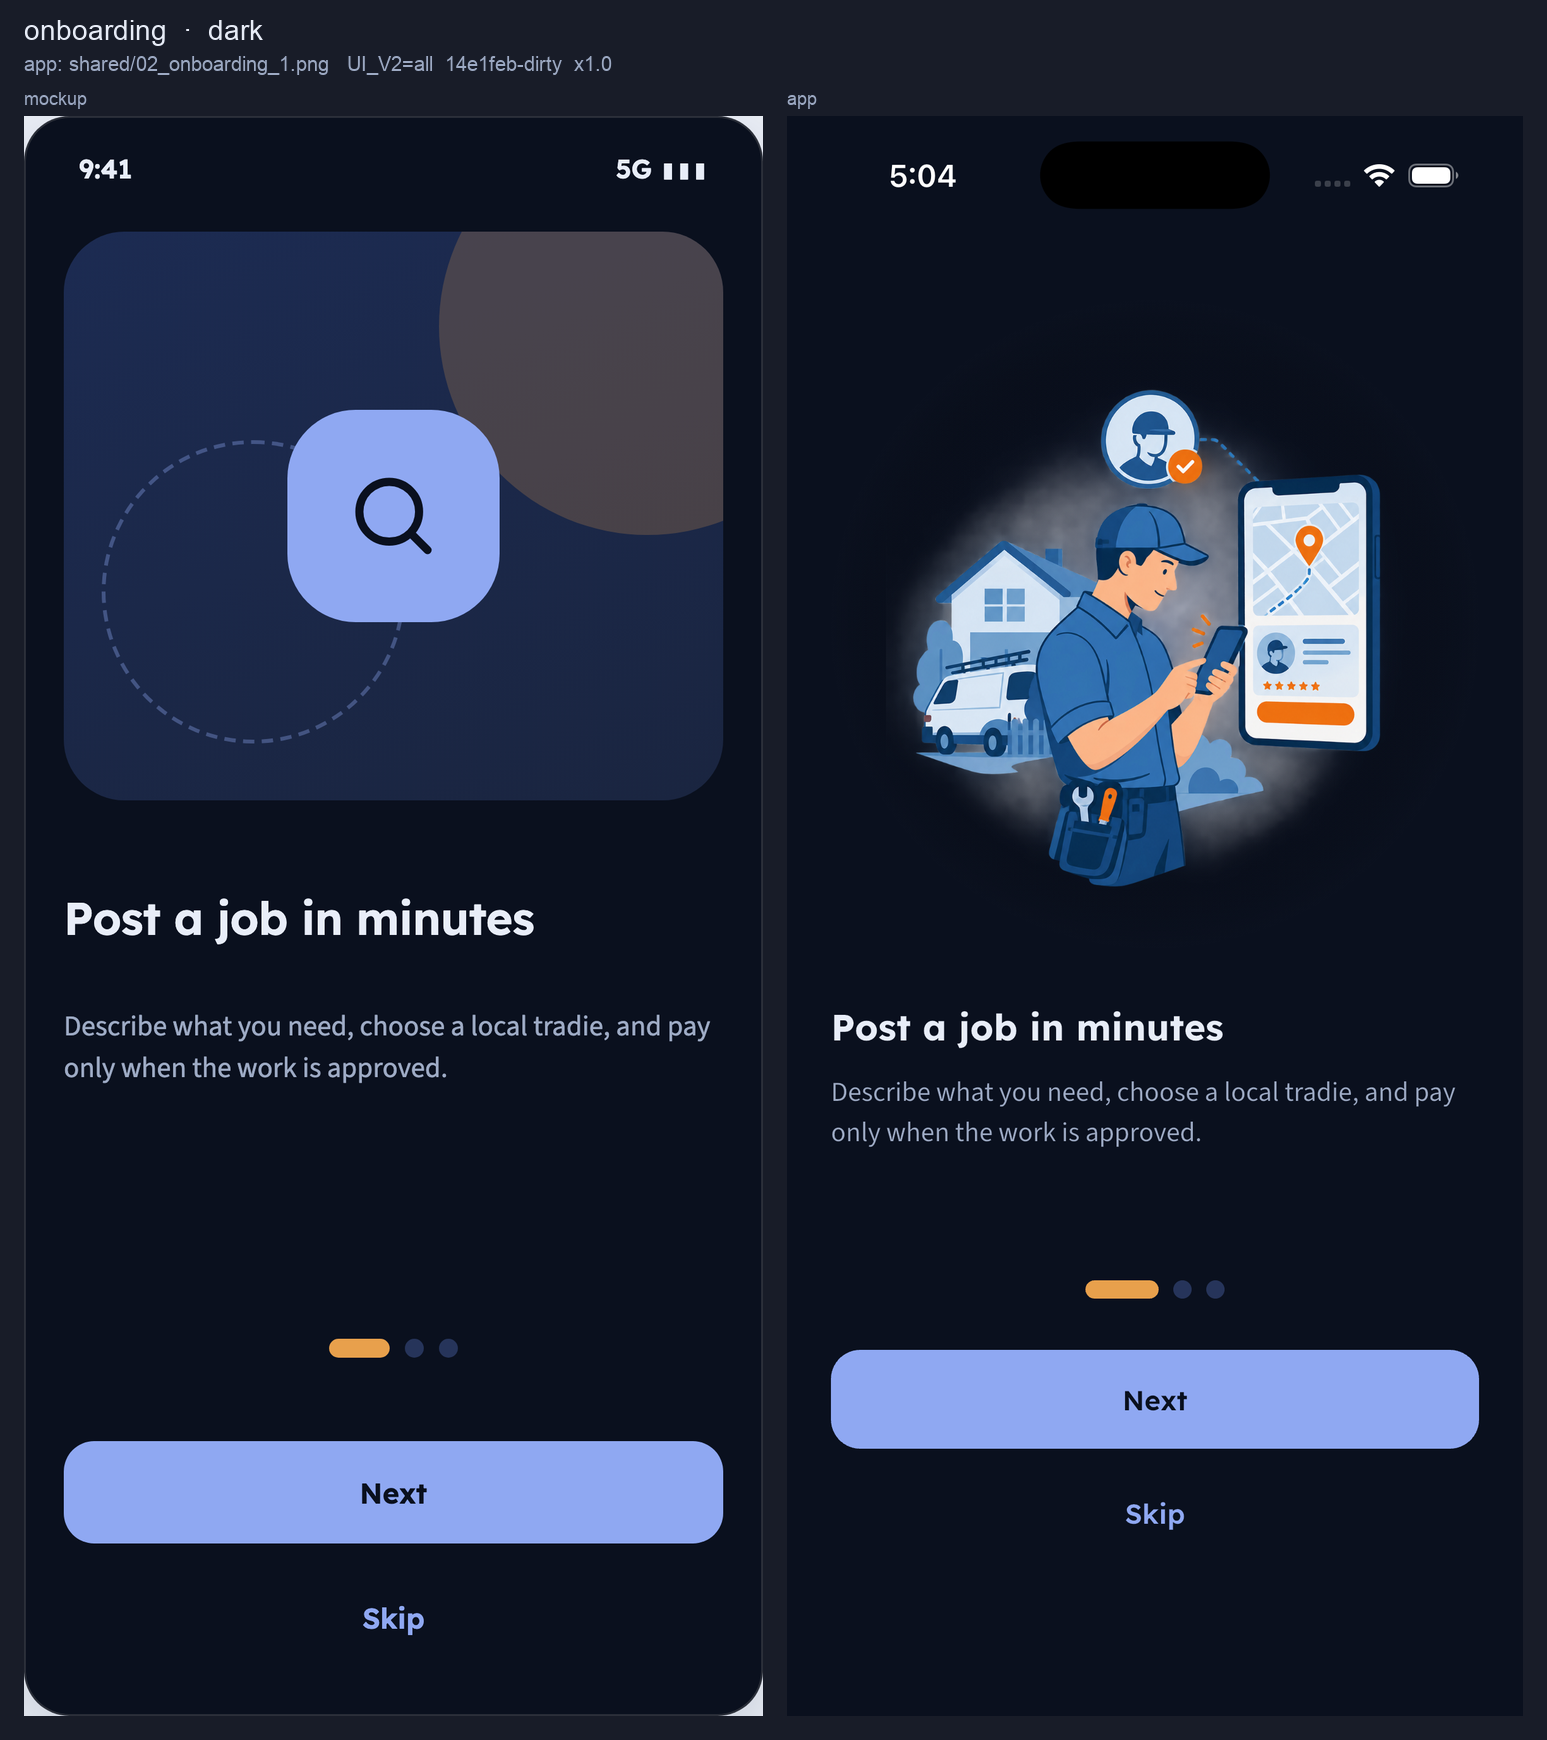 onboarding · dark
app: shared/02_onboarding_1.png UI_V2=all 14e1feb-dirty x1.0
mockup
app
9:41
5G
Post a job in minutes
Describe what you need, choose a local tradie, and pay
only when the work is approved.
Next
Skip
5:04
Post a job in minutes
Describe what you need, choose a local tradie, and pay
only when the work is approved.
Next
Skip